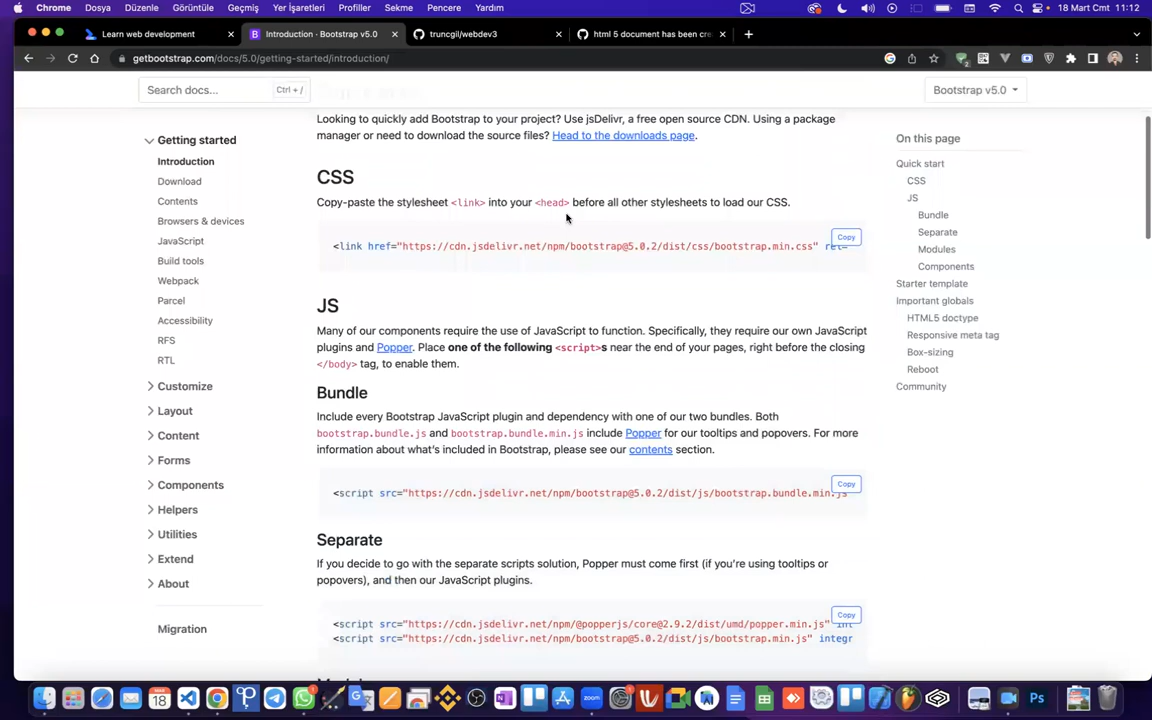 Chrome Dosya Düzenle Görüntüle Geçmiş Yer İşaretleri Profiller Sekme Pencere Yardım 18 Mart Cmt 11:12
Learn web development
Introduction · Bootstrap v5.0
truncgil/webdev3
html 5 document has been cre
getbootstrap.com/docs/5.0/getting-started/introduction/
Search docs... Ctrl + /
Bootstrap v5.0
Getting started
Introduction
Download
Contents
Browsers & devices
JavaScript
Build tools
Webpack
Parcel
Accessibility
RFS
RTL
Customize
Layout
Content
Forms
Components
Helpers
Utilities
Extend
About
Migration
Looking to quickly add Bootstrap to your project? Use jsDelivr, a free open source CDN. Using a package
manager or need to download the source files? Head to the downloads page.
CSS
Copy-paste the stylesheet <link> into your <head> before all other stylesheets to load our CSS.
Copy
<link href="https://cdn.jsdelivr.net/npm/bootstrap@5.0.2/dist/css/bootstrap.min.css" rel=
JS
Many of our components require the use of JavaScript to function. Specifically, they require our own JavaScript
plugins and Popper. Place one of the following <script>s near the end of your pages, right before the closing
</body> tag, to enable them.
Bundle
Include every Bootstrap JavaScript plugin and dependency with one of our two bundles. Both
bootstrap.bundle.js and bootstrap.bundle.min.js include Popper for our tooltips and popovers. For more
information about what's included in Bootstrap, please see our contents section.
Copy
<script src="https://cdn.jsdelivr.net/npm/bootstrap@5.0.2/dist/js/bootstrap.bundle.min.js"
Separate
If you decide to go with the separate scripts solution, Popper must come first (if you're using tooltips or
popovers), and then our JavaScript plugins.
Copy
<script src="https://cdn.jsdelivr.net/npm/@popperjs/core@2.9.2/dist/umd/popper.min.js" int
<script src="https://cdn.jsdelivr.net/npm/bootstrap@5.0.2/dist/js/bootstrap.min.js" integr
On this page
Quick start
CSS
JS
Bundle
Separate
Modules
Components
Starter template
Important globals
HTML5 doctype
Responsive meta tag
Box-sizing
Reboot
Community
18
zoom
Ps